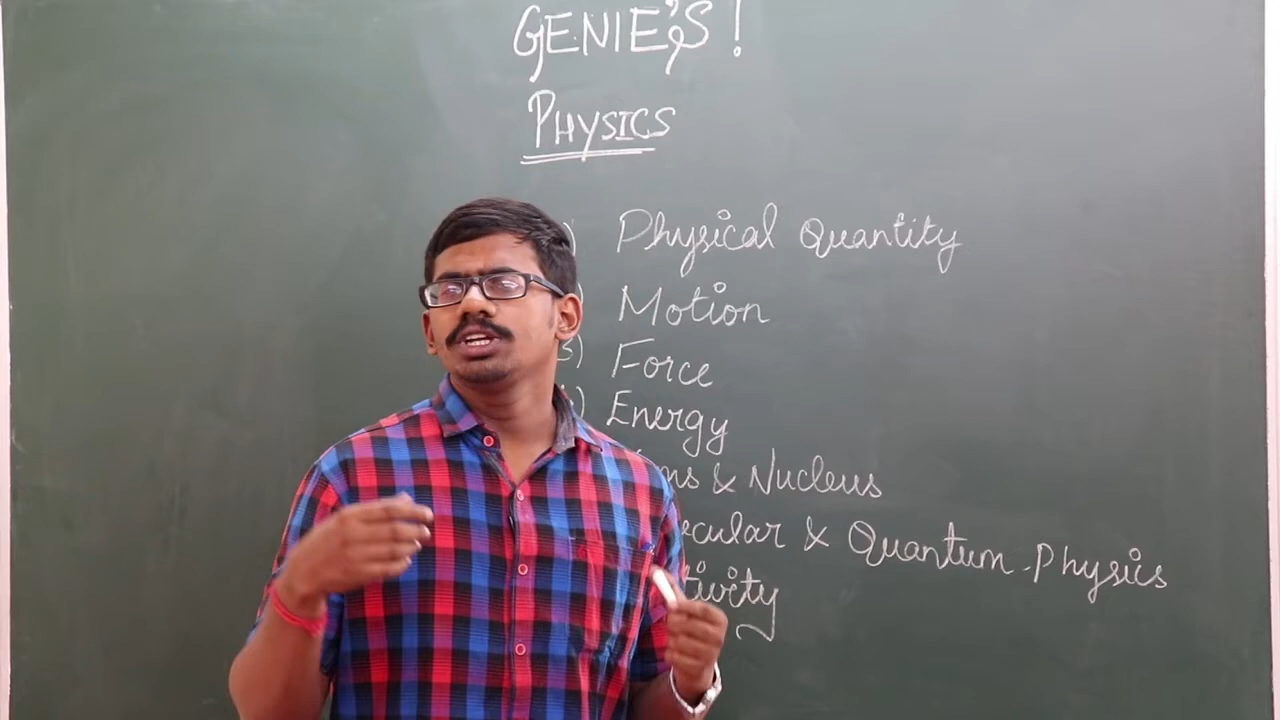 GENIE'S!
PHYSICS
) Physical Quantity
) Motion
3) Force
) Energy
& Nucleus
& Quantum Physics